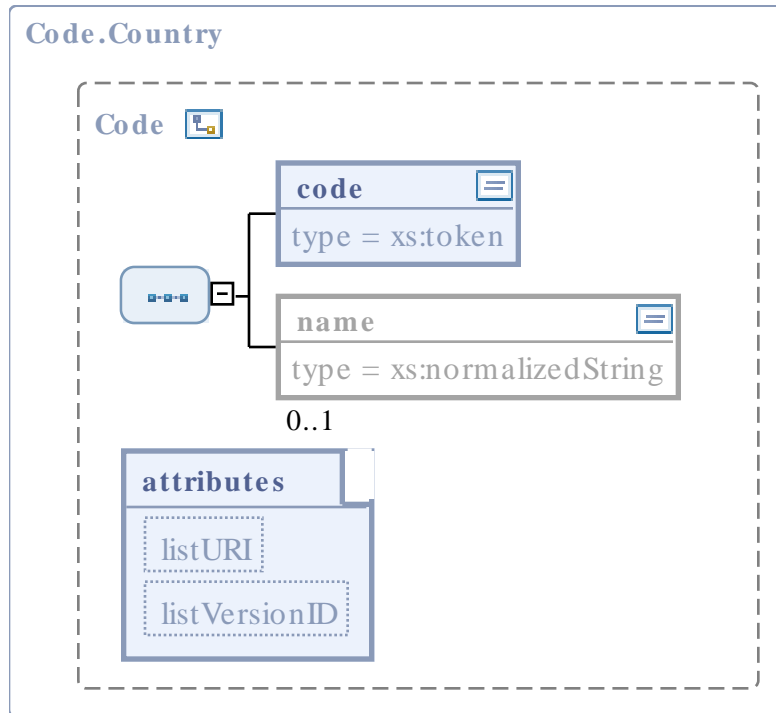 Code.Country
Code
code
type = xs:token
name
type = xs:normalizedString
0..1
attributes
listURI
listVersionID